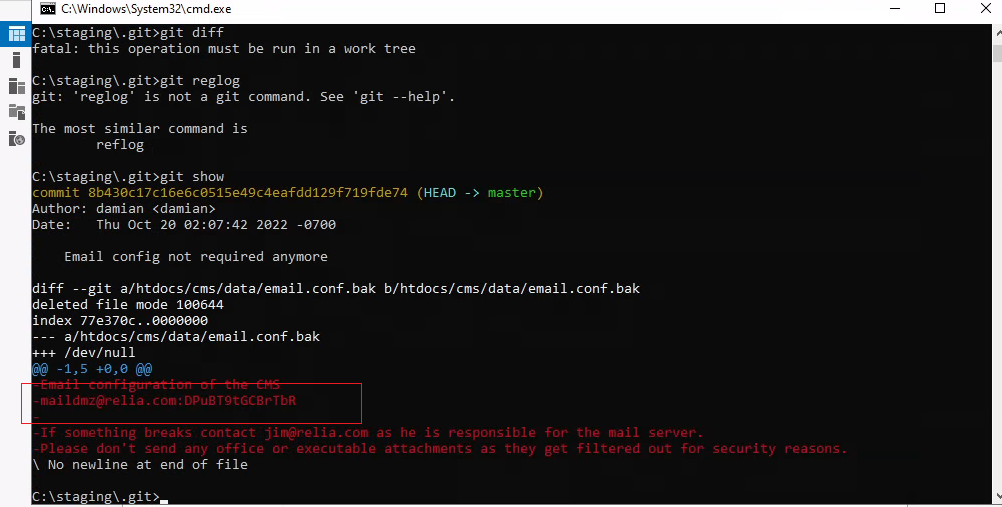 C:\Windows\System32\cmd.exe
C:\staging\.git>git diff
fatal: this operation must be run in a work tree
C:\staging\.git>git reglog
git: 'reglog' is not a git command. See 'git --help'.
The most similar command is
reflog
C:\staging\.git>git show
commit 8b430c17c16e6c0515e49c4eafdd129f719fde74 (HEAD -> master)
Author: damian <damian>
Date:   Thu Oct 20 02:07:42 2022 -0700
Email config not required anymore
diff --git a/htdocs/cms/data/email.conf.bak b/htdocs/cms/data/email.conf.bak
deleted file mode 100644
index 77e370c..0000000
--- a/htdocs/cms/data/email.conf.bak
+++ /dev/null
@@ -1,5 +0,0 @@
-Email configuration of the CMS
-maildmz@relia.com:DPuBT9tGCBrTbR
-
-If something breaks contact jim@relia.com as he is responsible for the mail server.
-Please don't send any office or executable attachments as they get filtered out for security reasons.
\ No newline at end of file
C:\staging\.git>